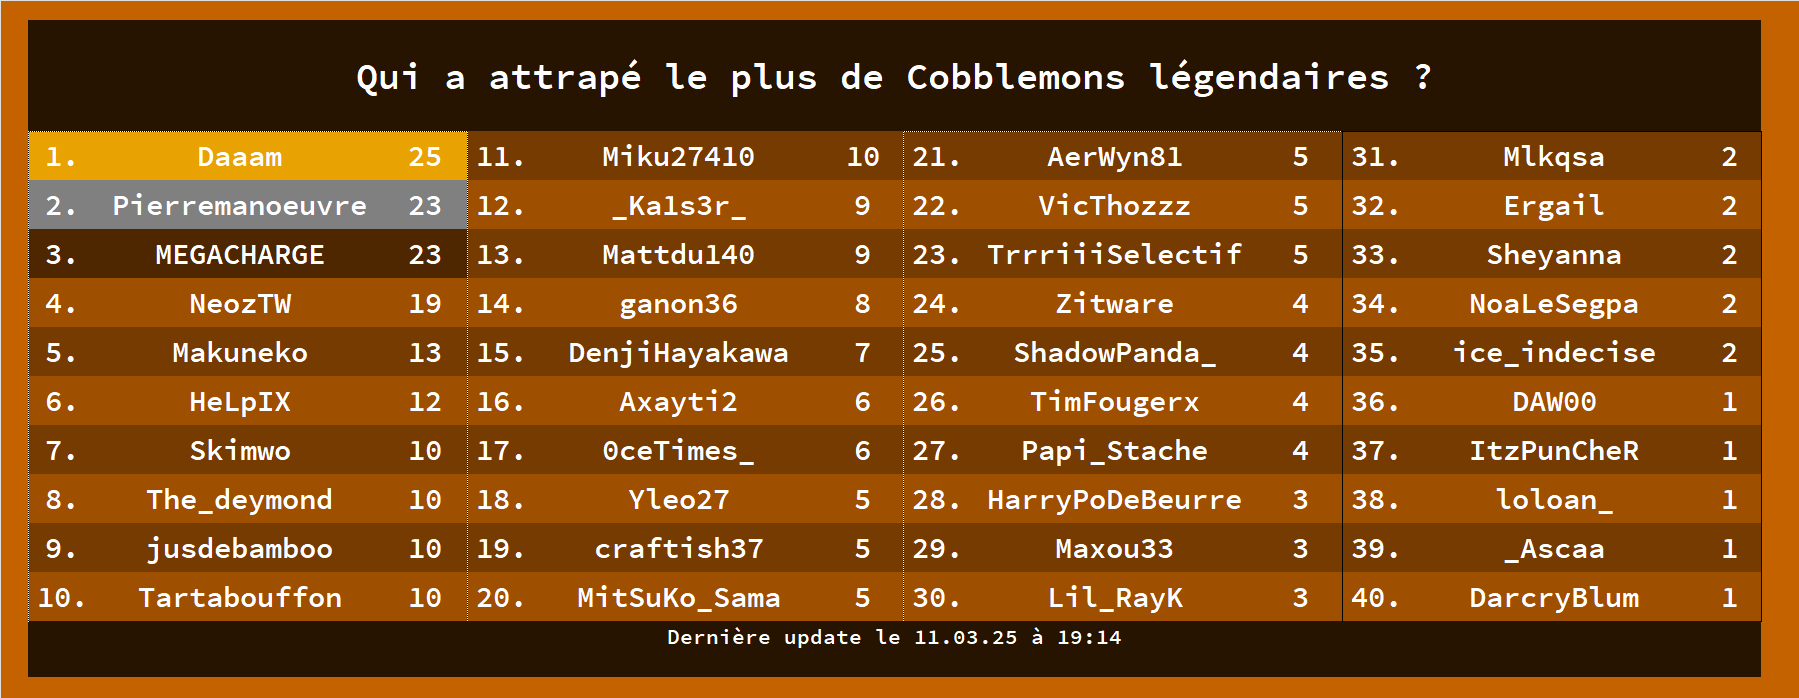 Qui a attrapé le plus de Cobblemons légendaires ?
1. Daaam 25
2. Pierremanoeuvre 23
3. MEGACHARGE 23
4. NeozTW 19
5. Makuneko 13
6. HeLpIX 12
7. Skimwo 10
8. The_deymond 10
9. jusdebamboo 10
10. Tartabouffon 10
11. Miku27410 10
12. _Kals3r_ 9
13. Mattdu140 9
14. ganon36 8
15. DenjiHayakawa 7
16. Axayti2 6
17. 0ceTimes_ 6
18. Yleo27 5
19. craftish37 5
20. MitSuKo_Sama 5
21. AerWyn81 5
22. VicThozzz 5
23. TrrriiiSelectif 5
24. Zitware 4
25. ShadowPanda_ 4
26. TimFougerx 4
27. Papi_Stache 4
28. HarryPoDeBeurre 3
29. Maxou33 3
30. Lil_RayK 3
31. Mlkqsa 2
32. Ergail 2
33. Sheyanna 2
34. NoaLeSegpa 2
35. ice_indecise 2
36. DAW00 1
37. ItzPunCheR 1
38. loloan_ 1
39. _Ascaa 1
40. DarcryBlum 1
Dernière update le 11.03.25 à 19:14